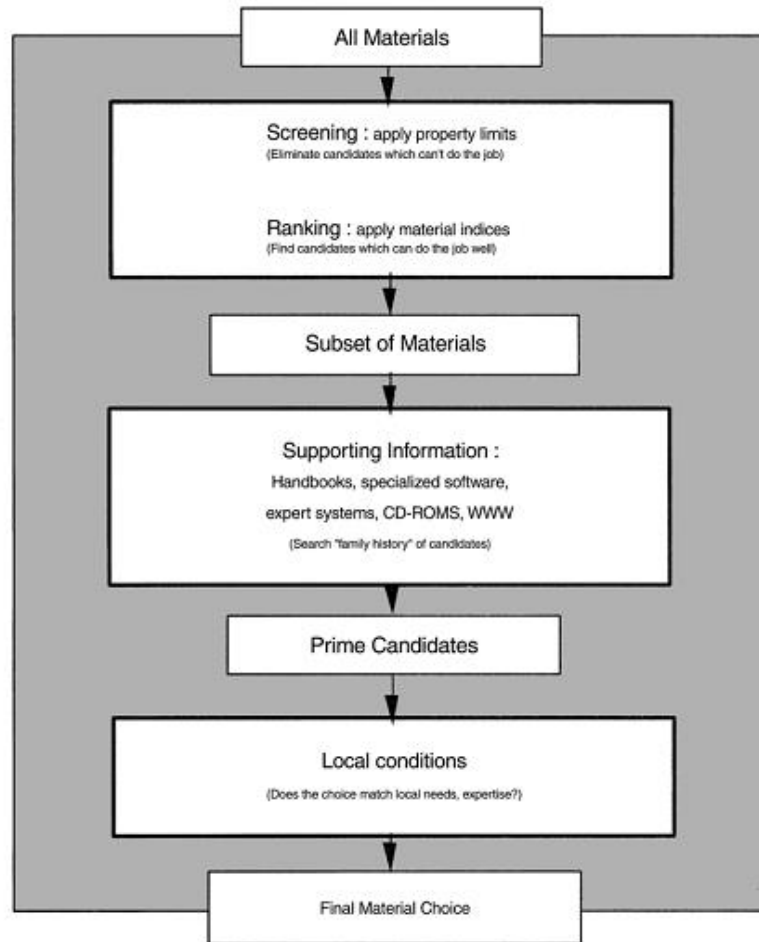 All Materials
Screening : apply property limits
(Eliminate candidates which can't do the job)
Ranking : apply material indices
(Find candidates which can do the job well)
Subset of Materials
Supporting Information :
Handbooks, specialized software,
expert systems, CD-ROMS, WWW
(Search "family history" of candidates)
Prime Candidates
Local conditions
(Does the choice match local needs, expertise?)
Final Material Choice